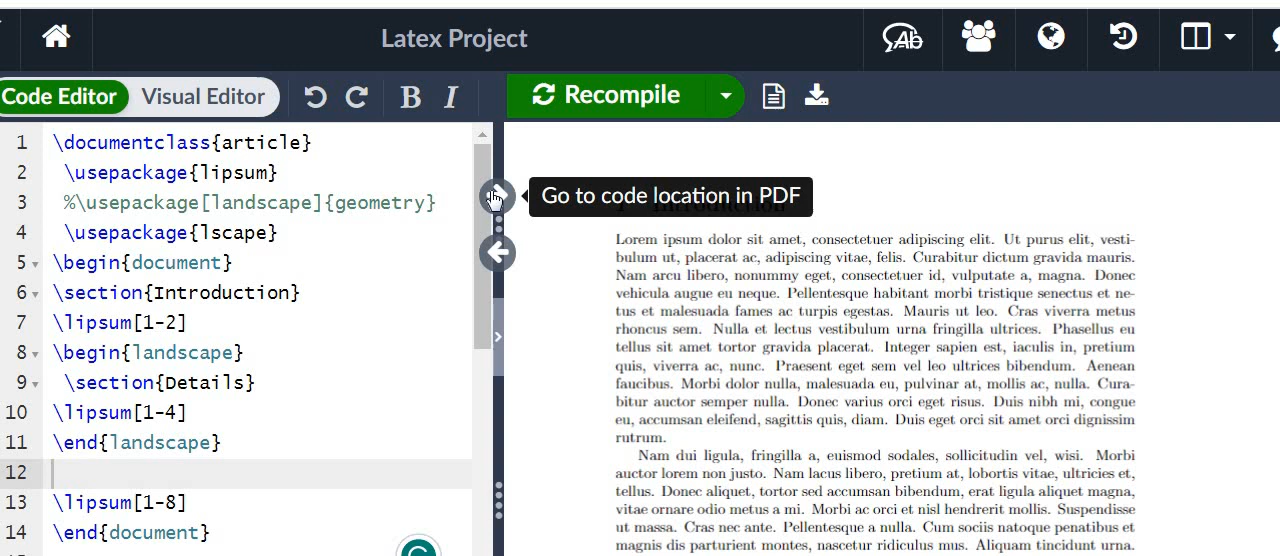 Latex Project
Code Editor Visual Editor B I Recompile
1 \documentclass{article}
2 \usepackage{lipsum}
3 %\usepackage[landscape]{geometry}
4 \usepackage{lscape}
5 \begin{document}
6 \section{Introduction}
7 \lipsum[1-2]
8 \begin{landscape}
9 \section{Details}
10 \lipsum[1-4]
11 \end{landscape}
12
13 \lipsum[1-8]
14 \end{document}
Go to code location in PDF
Lorem ipsum dolor sit amet, consectetuer adipiscing elit. Ut purus elit, vesti-
bulum ut, placerat ac, adipiscing vitae, felis. Curabitur dictum gravida mauris.
Nam arcu libero, nonummy eget, consectetuer id, vulputate a, magna. Donec
vehicula augue eu neque. Pellentesque habitant morbi tristique senectus et ne-
tus et malesuada fames ac turpis egestas. Mauris ut leo. Cras viverra metus
rhoncus sem. Nulla et lectus vestibulum urna fringilla ultrices. Phasellus eu
tellus sit amet tortor gravida placerat. Integer sapien est, iaculis in, pretium
quis, viverra ac, nunc. Praesent eget sem vel leo ultrices bibendum. Aenean
faucibus. Morbi dolor nulla, malesuada eu, pulvinar at, mollis ac, nulla. Cura-
bitur auctor semper nulla. Donec varius orci eget risus. Duis nibh mi, congue
eu, accumsan eleifend, sagittis quis, diam. Duis eget orci sit amet orci dignissim
rutrum.
Nam dui ligula, fringilla a, euismod sodales, sollicitudin vel, wisi. Morbi
auctor lorem non justo. Nam lacus libero, pretium at, lobortis vitae, ultricies et,
tellus. Donec aliquet, tortor sed accumsan bibendum, erat ligula aliquet magna,
vitae ornare odio metus a mi. Morbi ac orci et nisl hendrerit mollis. Suspendisse
ut massa. Cras nec ante. Pellentesque a nulla. Cum sociis natoque penatibus et
magnis dis parturient montes, nascetur ridiculus mus. Aliquam tincidunt urna.